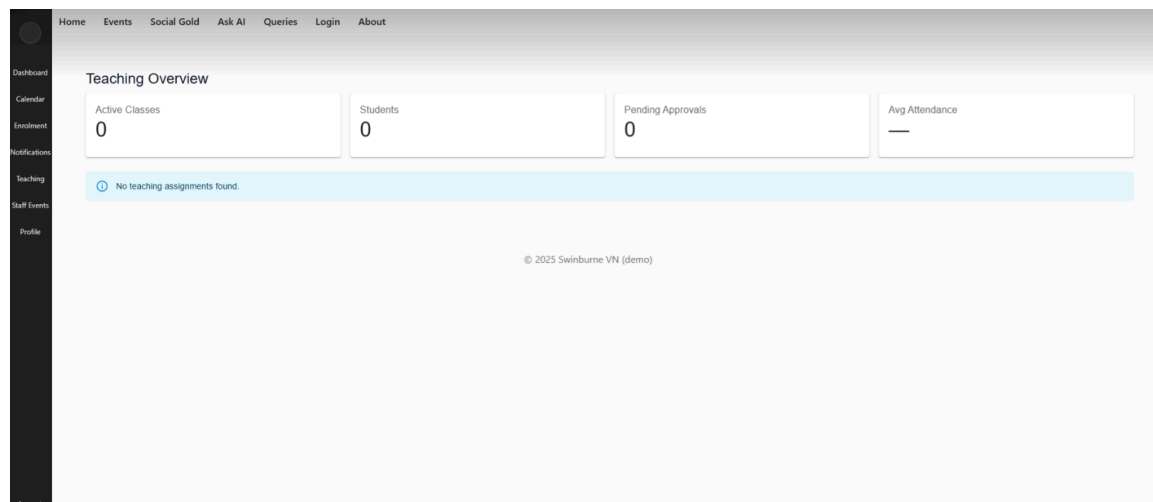 Home Events Social Gold Ask AI Queries Login About
Dashboard
Calendar
Enrolment
Notifications
Teaching
Staff Events
Profile
Teaching Overview
Active Classes
0
Students
0
Pending Approvals
0
Avg Attendance
—
No teaching assignments found.
© 2025 Swinburne VN (demo)